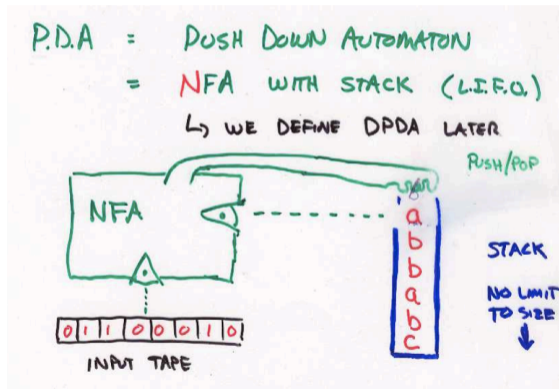 P.D.A = PUSH DOWN AUTOMATON
= NFA WITH STACK (L.I.F.O.)
↳ WE DEFINE DPDA LATER
PUSH/POP
NFA
a
b
b
a
b
c
STACK
NO LIMIT
TO SIZE
0 1 1 0 0 0 1 0
INPUT TAPE